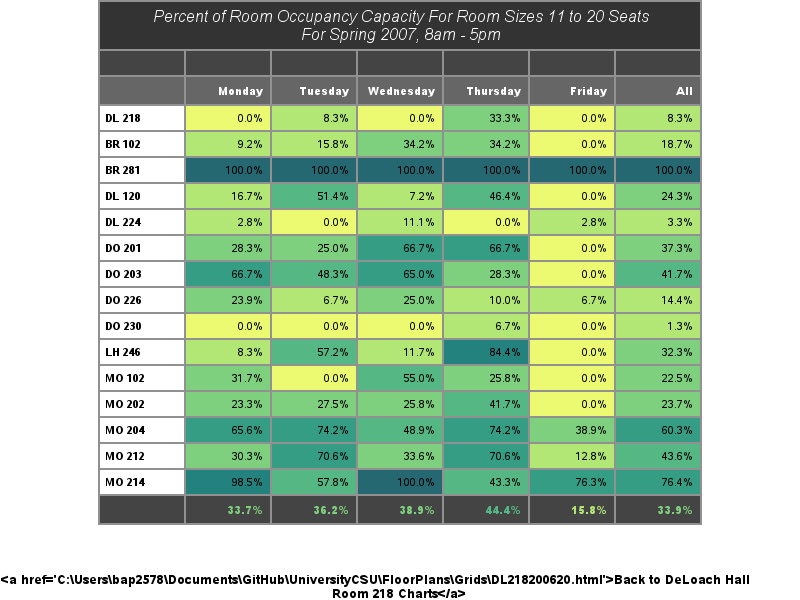 Percent of Room Occupancy Capacity For Room Sizes 11 to 20 Seats
For Spring 2007, 8am - 5pm
Monday Tuesday Wednesday Thursday Friday All
DL 218 0.0% 8.3% 0.0% 33.3% 0.0% 8.3%
BR 102 9.2% 15.8% 34.2% 34.2% 0.0% 18.7%
BR 281 100.0% 100.0% 100.0% 100.0% 100.0% 100.0%
DL 120 16.7% 51.4% 7.2% 46.4% 0.0% 24.3%
DL 224 2.8% 0.0% 11.1% 0.0% 2.8% 3.3%
DO 201 28.3% 25.0% 66.7% 66.7% 0.0% 37.3%
DO 203 66.7% 48.3% 65.0% 28.3% 0.0% 41.7%
DO 226 23.9% 6.7% 25.0% 10.0% 6.7% 14.4%
DO 230 0.0% 0.0% 0.0% 6.7% 0.0% 1.3%
LH 246 8.3% 57.2% 11.7% 84.4% 0.0% 32.3%
MO 102 31.7% 0.0% 55.0% 25.8% 0.0% 22.5%
MO 202 23.3% 27.5% 25.8% 41.7% 0.0% 23.7%
MO 204 65.6% 74.2% 48.9% 74.2% 38.9% 60.3%
MO 212 30.3% 70.6% 33.6% 70.6% 12.8% 43.6%
MO 214 98.5% 57.8% 100.0% 43.3% 76.3% 76.4%
33.7% 36.2% 38.9% 44.4% 15.8% 33.9%
&lt;a href='C:\Users\bap2578\Documents\GitHub\UniversityCSU\FloorPlans\Grids\DL218200620.html'&gt;Back to DeLoach Hall
Room 218 Charts&lt;/a&gt;